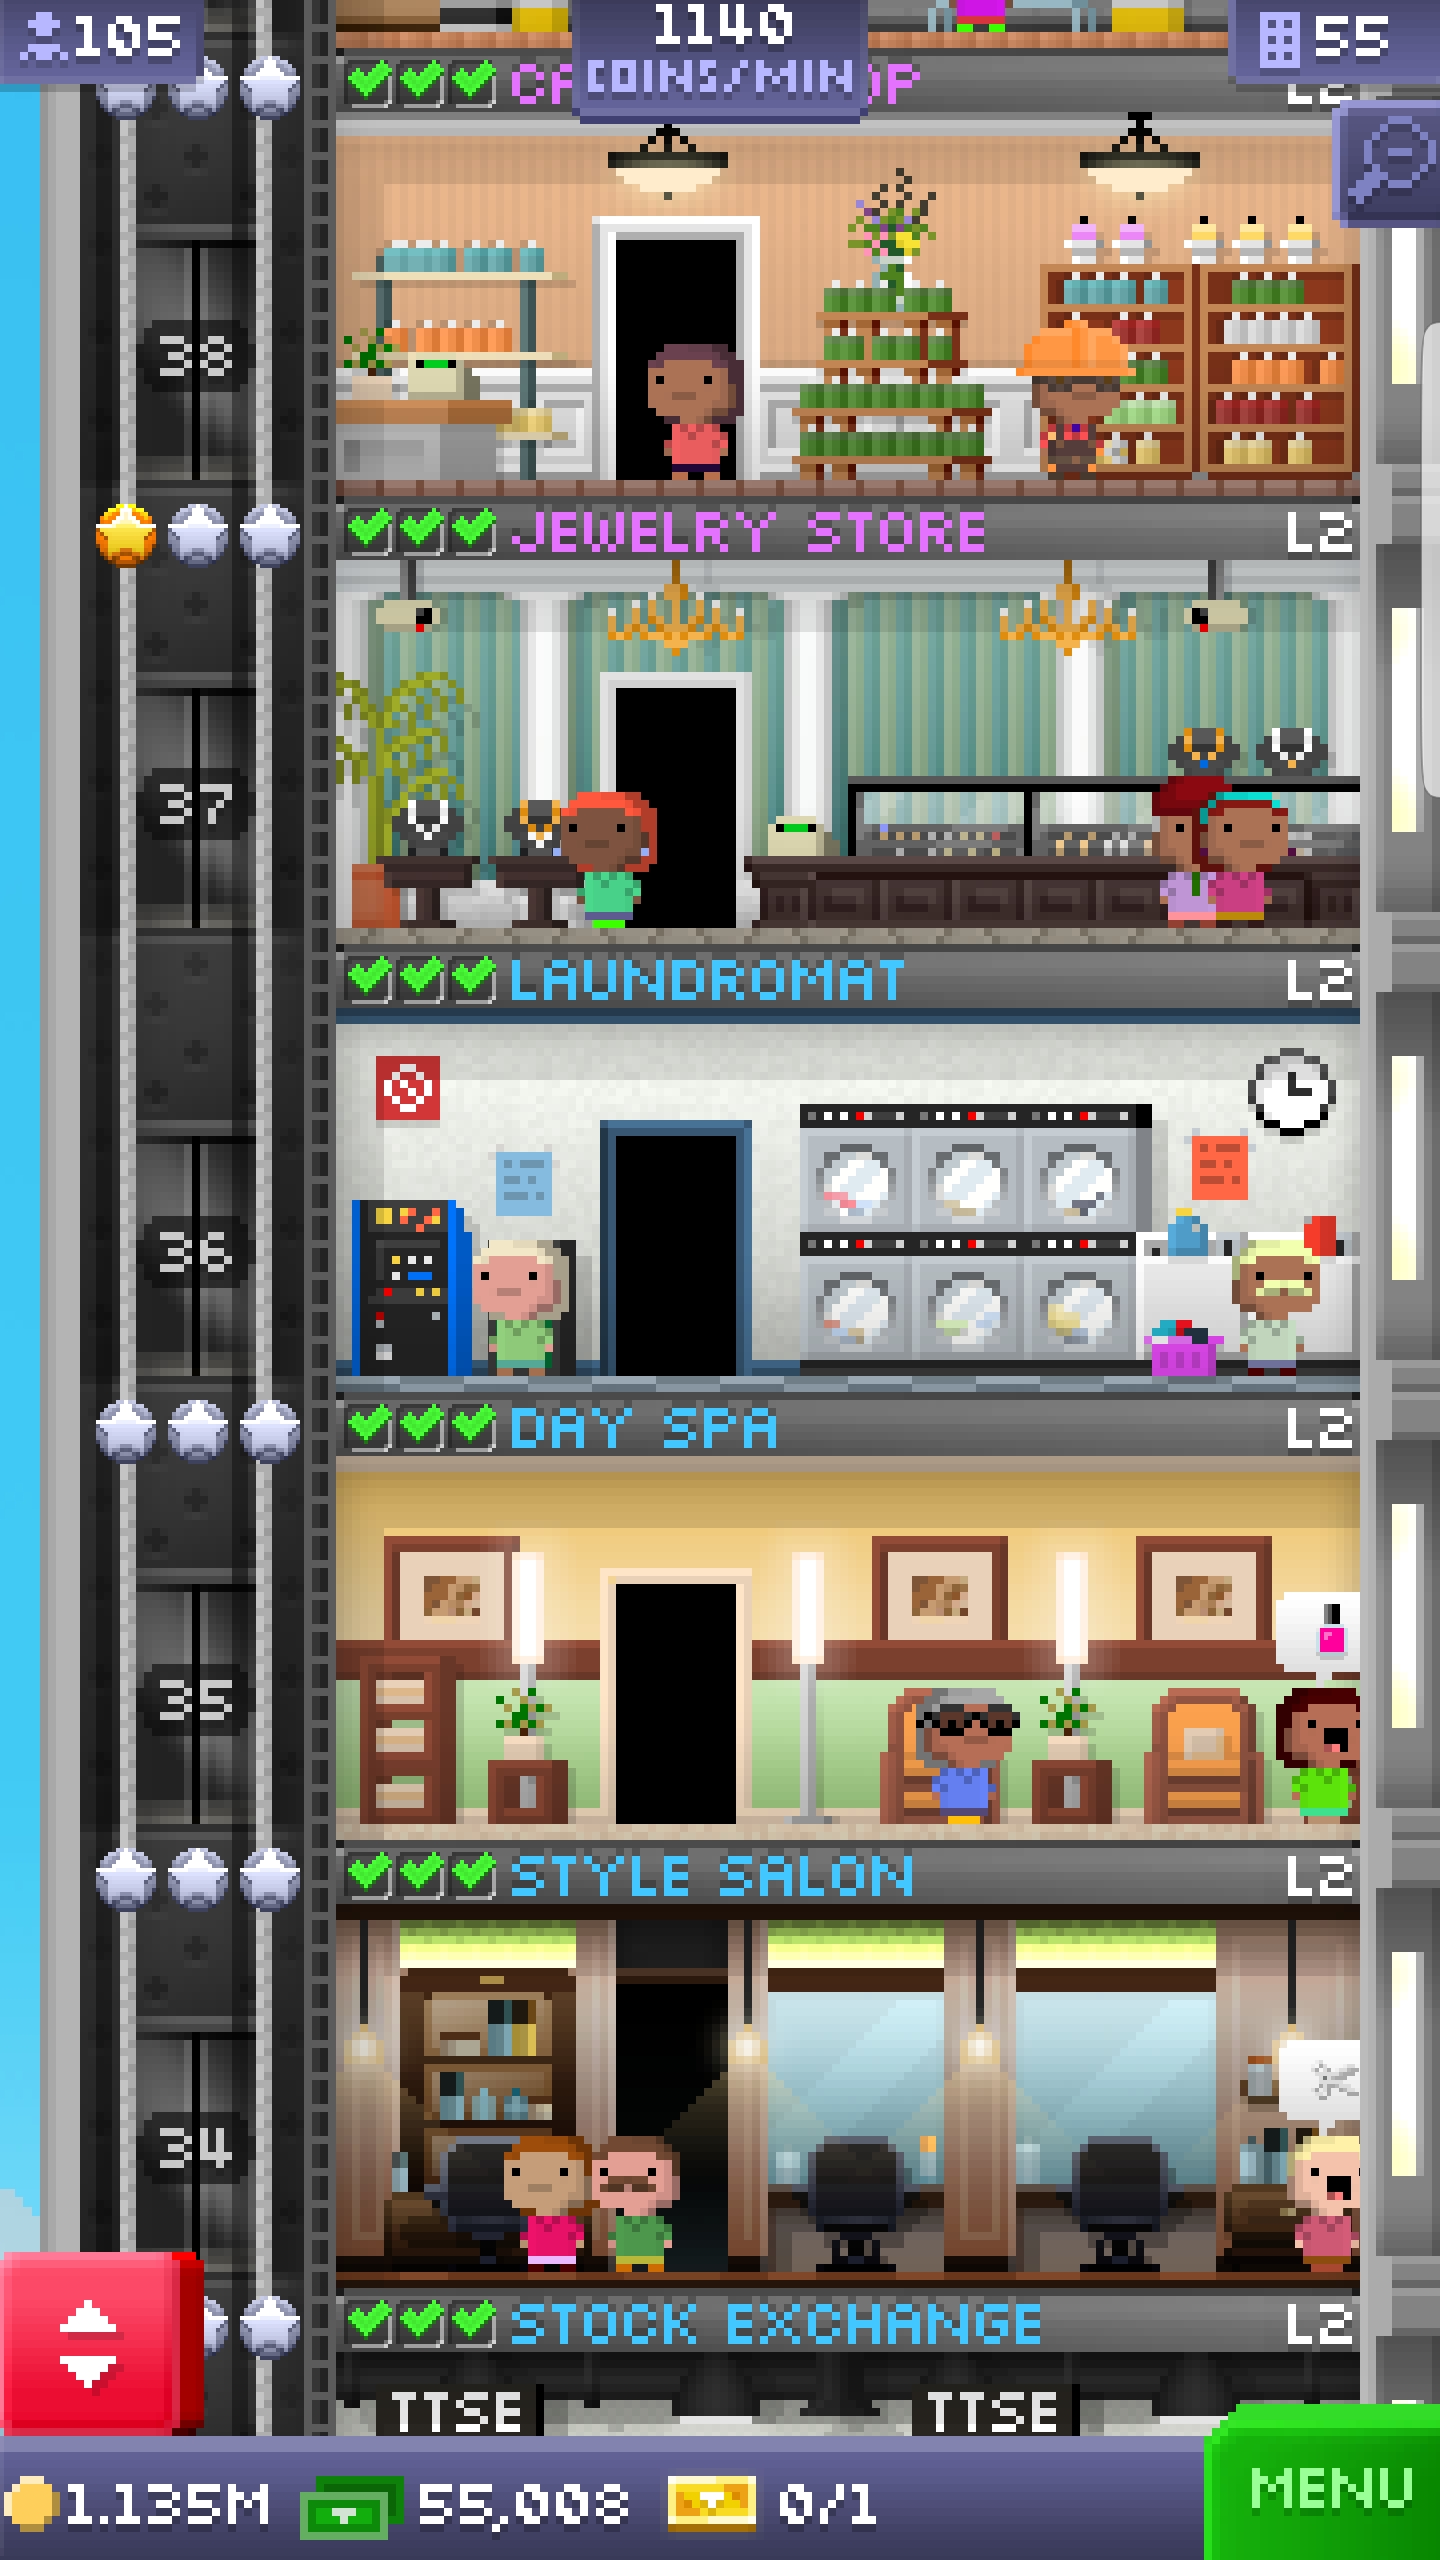 105
1140
COINS/MIN
55
L2
38
JEWELRY STORE L2
37
LAUNDROMAT L2
36
DAY SPA L2
35
STYLE SALON L2
34
STOCK EXCHANGE L2
TTSE TTSE
1.135M 55,008 0/1 MENU